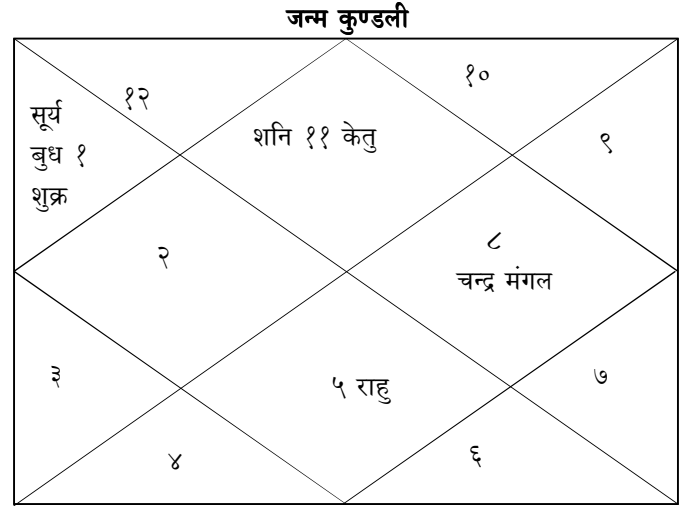 जन्म कुण्डली
१२
१०
सूर्य
बुध १
शुक्र
शनि ११ केतु
९
२
८
चन्द्र मंगल
३
५ राहु
७
४
६